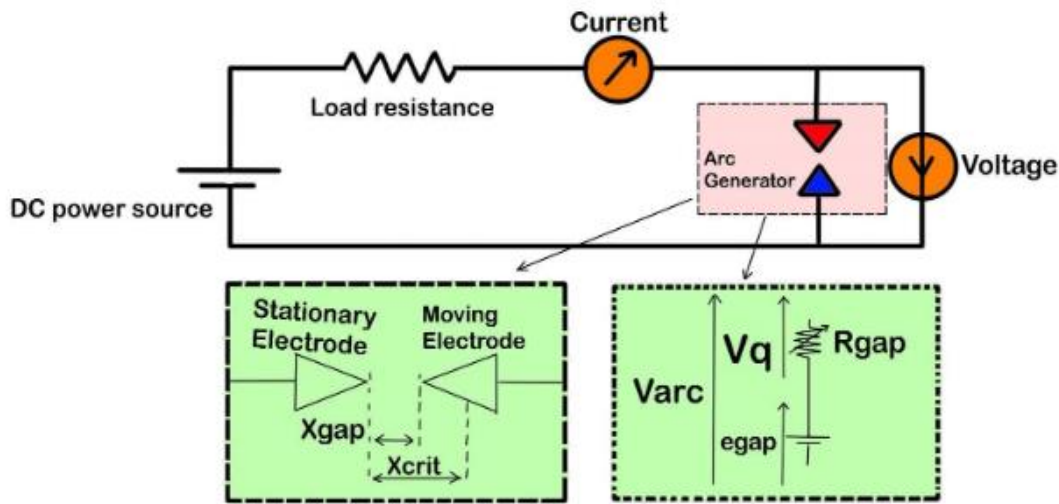 Current
Load resistance
DC power source
Arc
Generator
Voltage
Stationary
Electrode
Moving
Electrode
Xgap
Xcrit
Varc
Vq
Rgap
egap